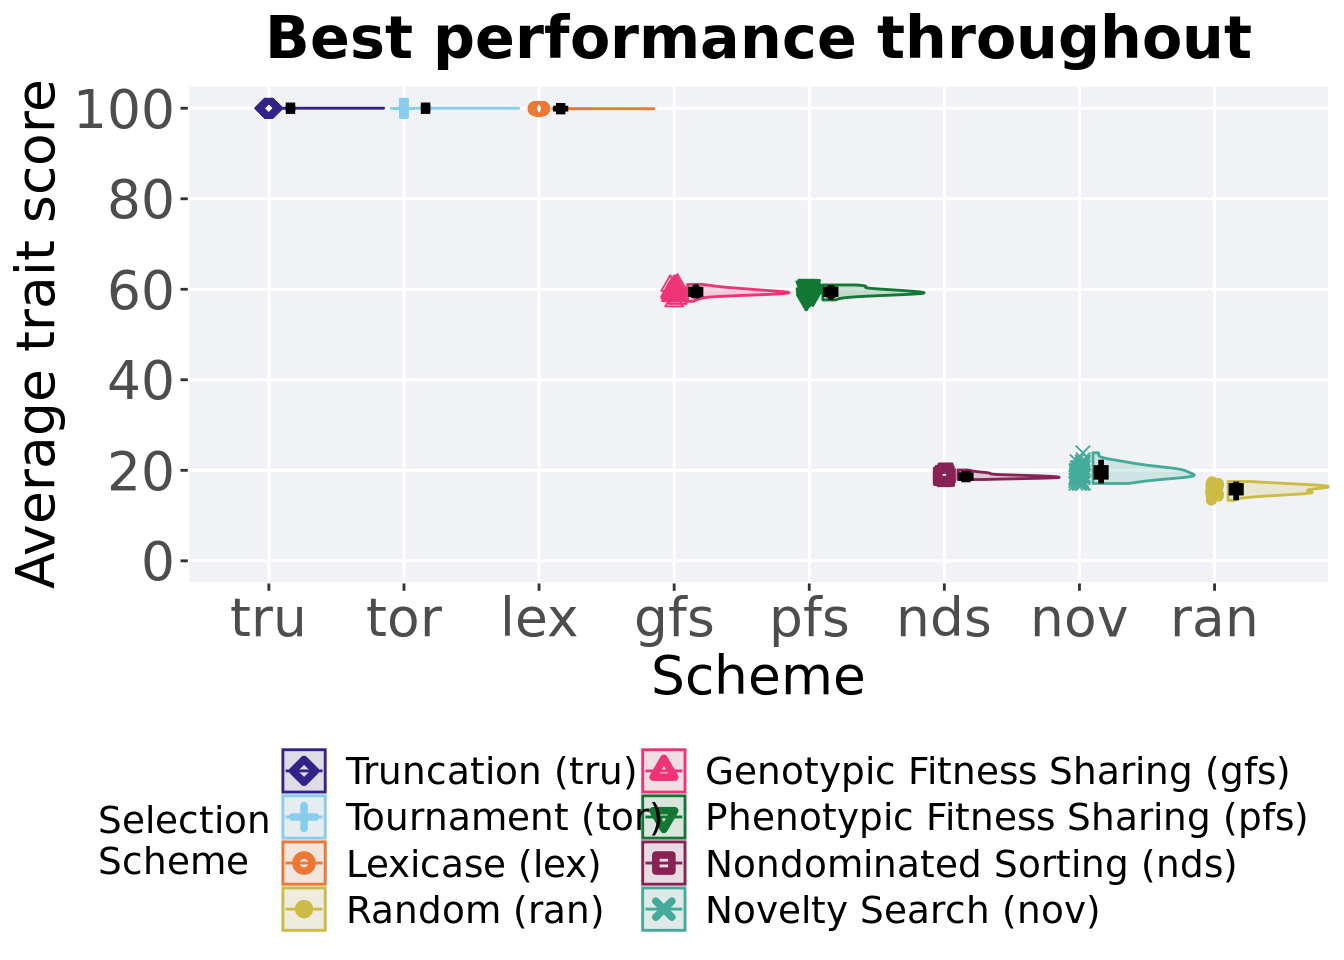 Best performance throughout
Average trait score
100
80
60
40
20
0
tru tor lex gfs pfs nds nov ran
Scheme
Selection
Scheme
Truncation (tru)
Tournament (tor)
Lexicase (lex)
Random (ran)
Genotypic Fitness Sharing (gfs)
Phenotypic Fitness Sharing (pfs)
Nondominated Sorting (nds)
Novelty Search (nov)